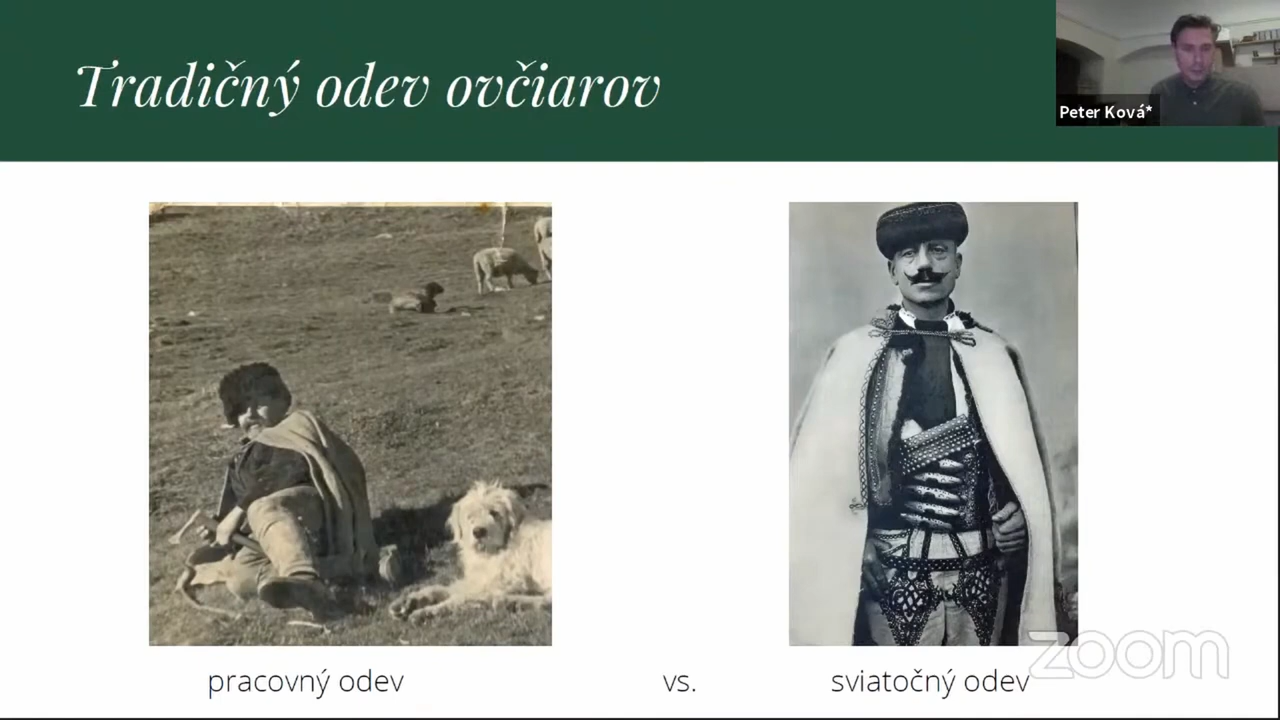 Tradičný odev ovčiarov
Peter Ková*
pracovný odev
vs.
sviatočný odev
zoom